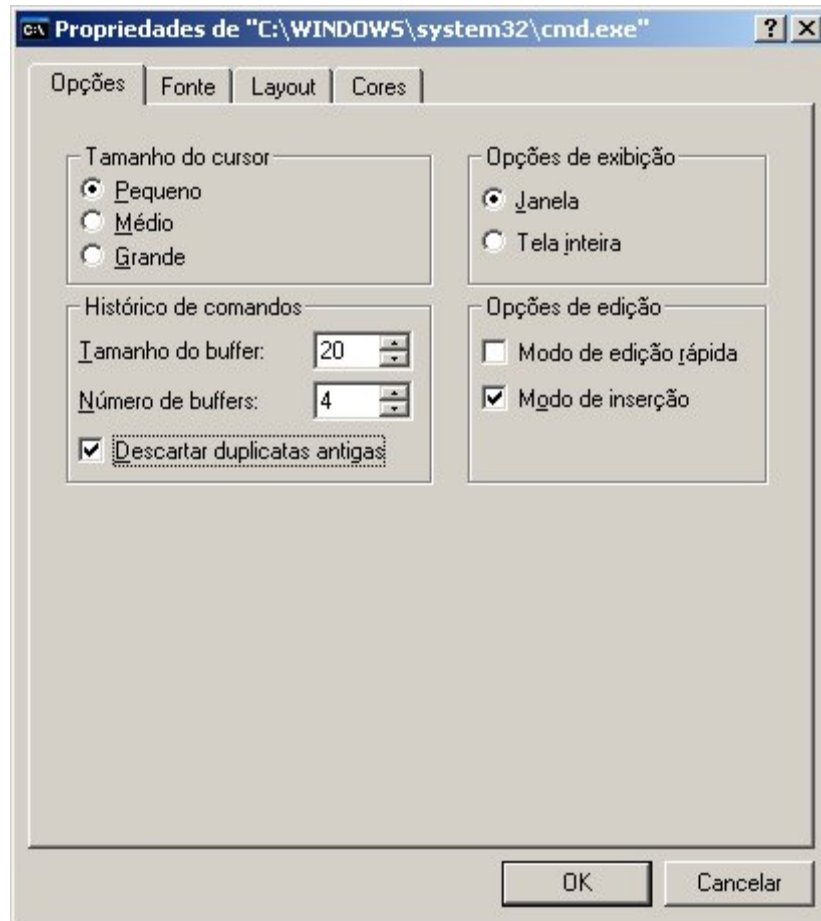 Propriedades de "C:\WINDOWS\system32\cmd.exe"
Opções Fonte Layout Cores
Tamanho do cursor
Pequeno
Médio
Grande
Opções de exibição
Janela
Tela inteira
Histórico de comandos
Tamanho do buffer: 20
Número de buffers: 4
Descartar duplicatas antigas
Opções de edição
Modo de edição rápida
Modo de inserção
OK Cancelar